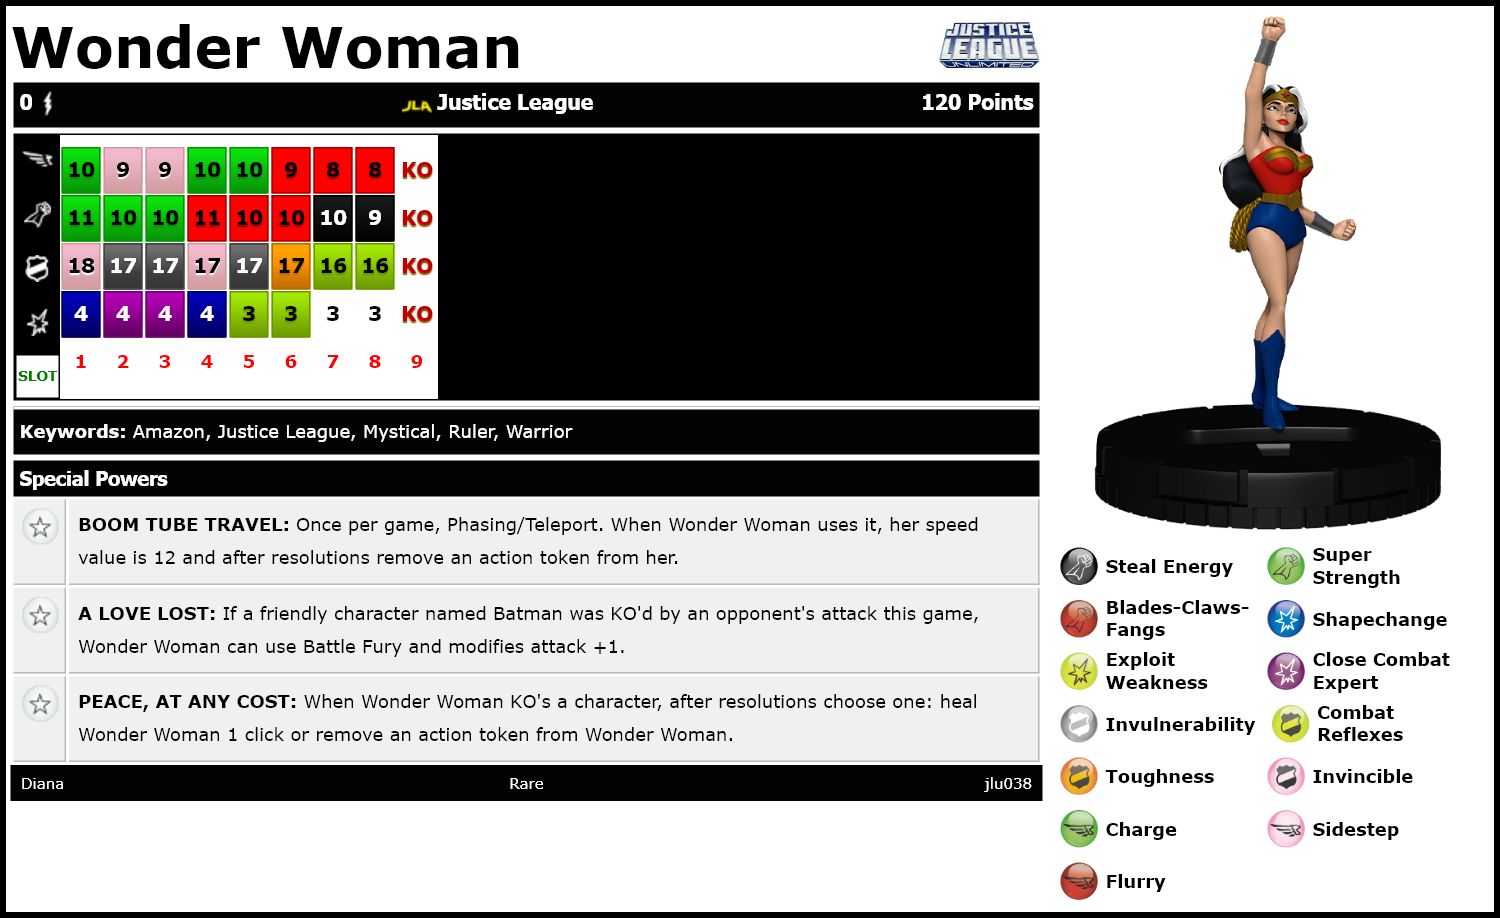 Wonder Woman
JUSTICE
LEAGUE
UNLIMITED
0 JLA Justice League 120 Points
10 9 9 10 10 9 8 8 KO
11 10 10 11 10 10 10 9 KO
18 17 17 17 17 17 16 16 KO
4 4 4 4 3 3 3 3 KO
SLOT 1 2 3 4 5 6 7 8 9
Keywords: Amazon, Justice League, Mystical, Ruler, Warrior
Special Powers
BOOM TUBE TRAVEL: Once per game, Phasing/Teleport. When Wonder Woman uses it, her speed
value is 12 and after resolutions remove an action token from her.
A LOVE LOST: If a friendly character named Batman was KO'd by an opponent's attack this game,
Wonder Woman can use Battle Fury and modifies attack +1.
PEACE, AT ANY COST: When Wonder Woman KO's a character, after resolutions choose one: heal
Wonder Woman 1 click or remove an action token from Wonder Woman.
Diana Rare jlu038
Steal Energy
Super
Strength
Blades-Claws-
Fangs
Shapechange
Exploit
Weakness
Close Combat
Expert
Invulnerability
Combat
Reflexes
Toughness
Invincible
Charge
Sidestep
Flurry